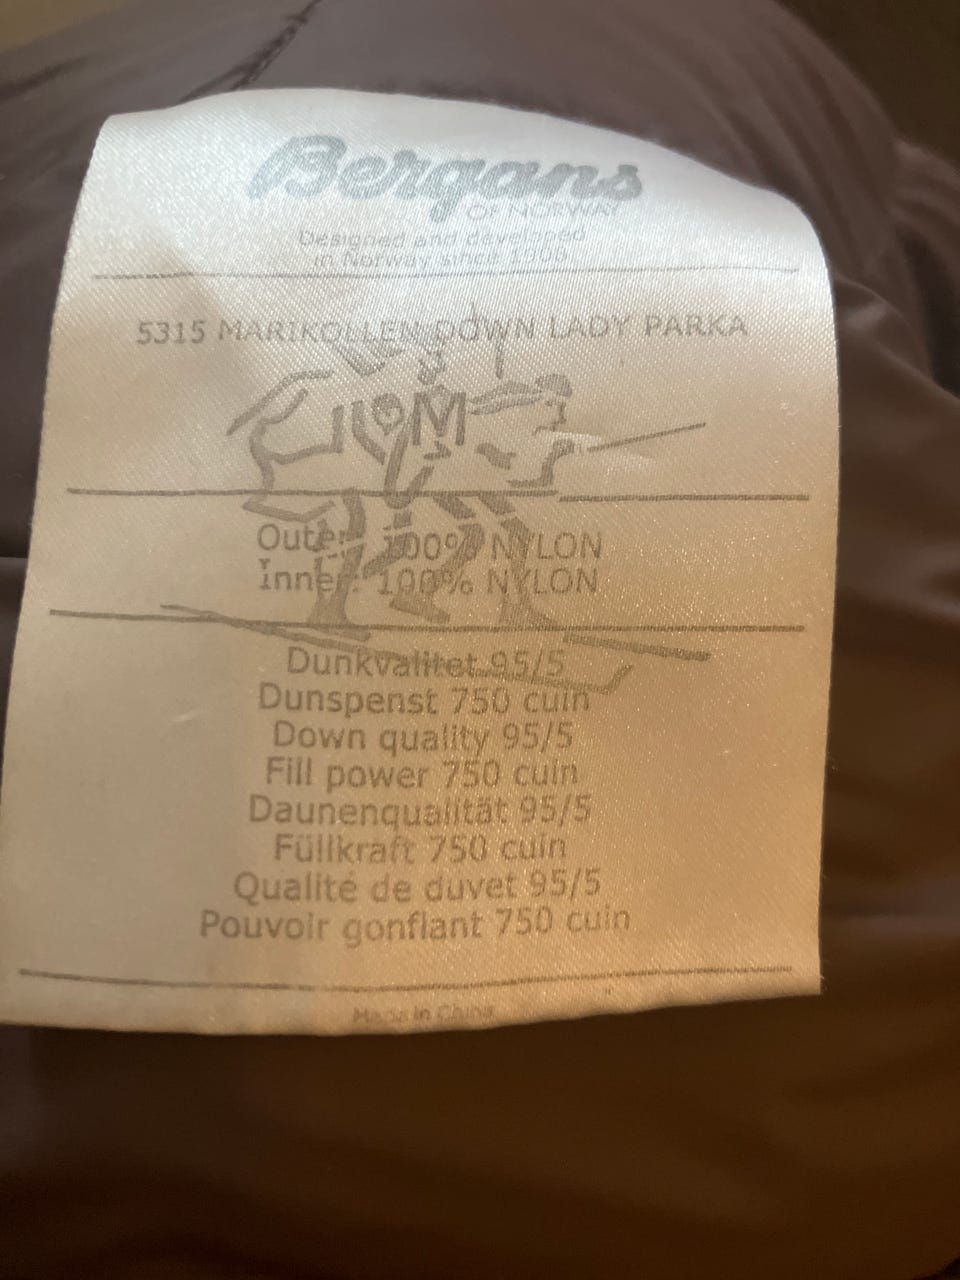 Bergans
OF NORWAY
Designed and developed
in Norway since 1908
5315 MARIKOLLEN DOWN LADY PARKA
M
Outer: 100% NYLON
Inner: 100% NYLON
Dunkvalitet 95/5
Dunspenst 750 cuin
Down quality 95/5
Fill power 750 cuin
Daunenqualität 95/5
Füllkraft 750 cuin
Qualité de duvet 95/5
Pouvoir gonflant 750 cuin
Made in China